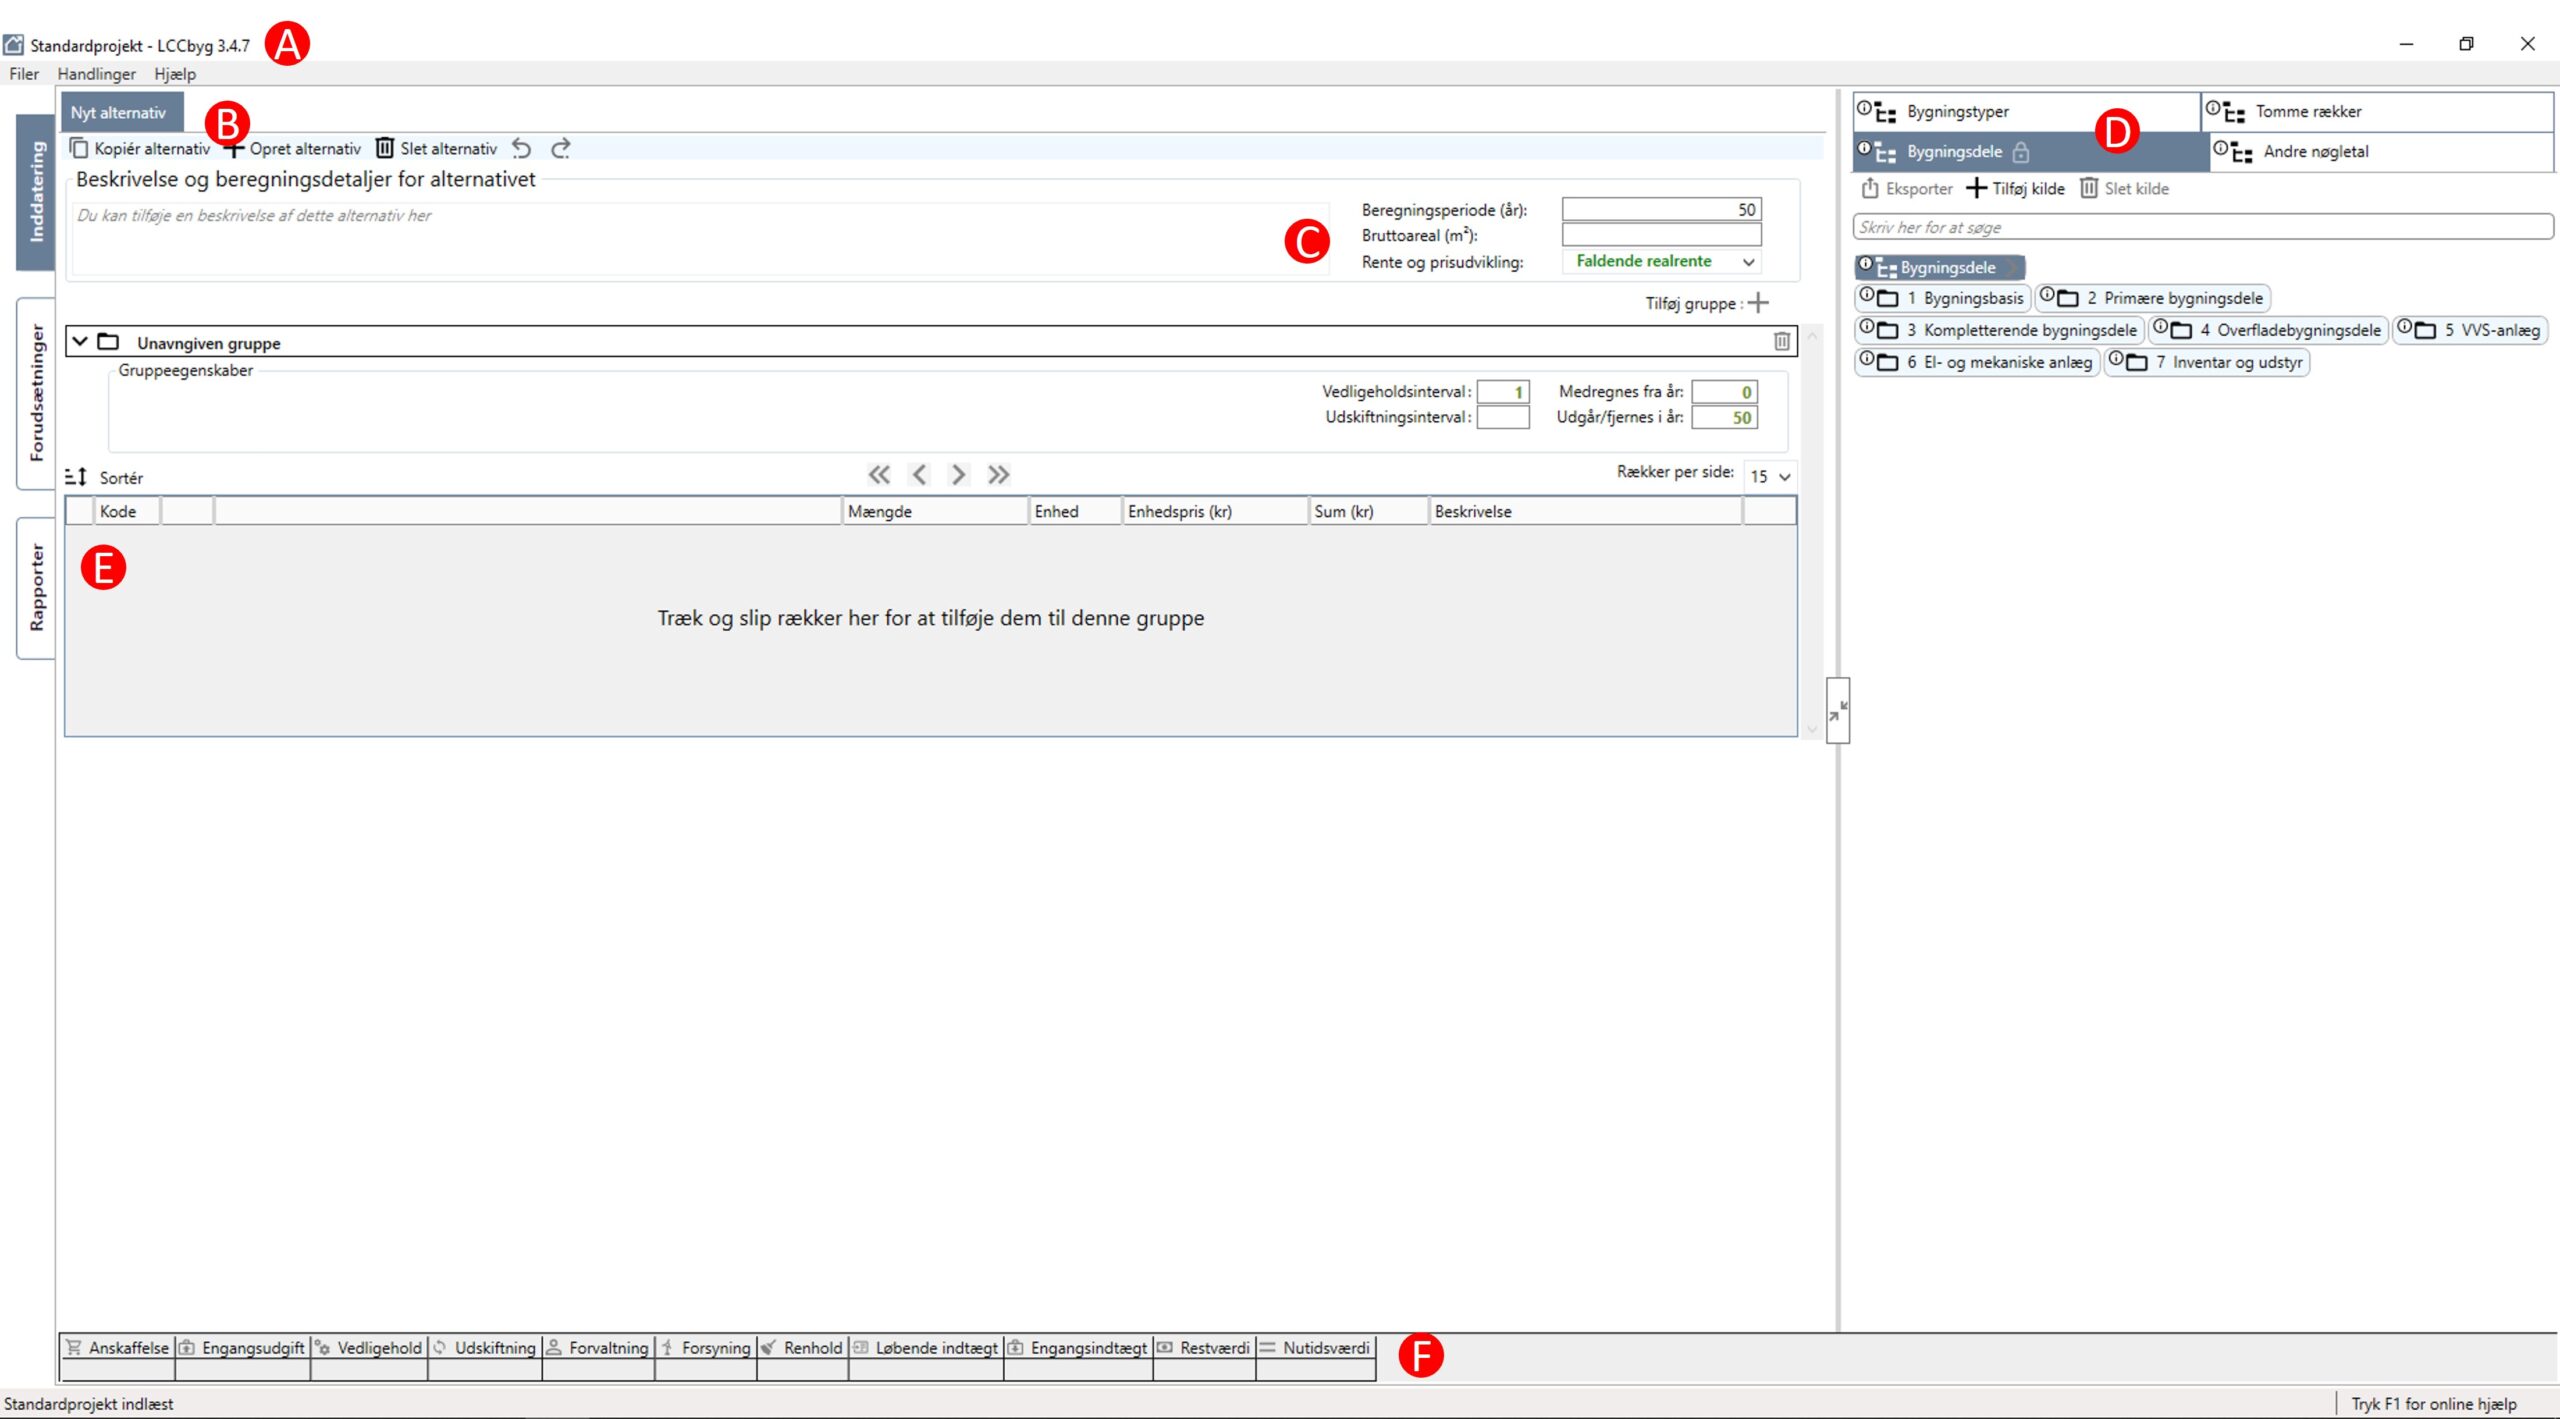 Standardprojekt - LCCbyg 3.4.7 A
Filer Handlinger Hjælp
Inddatering
Forudsætninger
Rapporter
Nyt alternativ B
Kopiér alternativ Opret alternativ Slet alternativ
Beskrivelse og beregningsdetaljer for alternativet
Du kan tilføje en beskrivelse af dette alternativ her
C
Beregningsperiode (år): 50
Bruttoareal (m²):
Rente og prisudvikling: Faldende realrente
Tilføj gruppe :
Unavngiven gruppe
Gruppeegenskaber
Vedligeholdsinterval: 1 Medregnes fra år: 0
Udskiftningsinterval: Udgår/fjernes i år: 50
Sortér Rækker per side: 15
Kode Mængde Enhed Enhedspris (kr) Sum (kr) Beskrivelse
E
Træk og slip rækker her for at tilføje dem til denne gruppe
Bygningstyper D Tomme rækker
Bygningsdele Andre nøgletal
Eksporter Tilføj kilde Slet kilde
Skriv her for at søge
Bygningsdele
1 Bygningsbasis 2 Primære bygningsdele
3 Kompletterende bygningsdele 4 Overfladebygningsdele 5 VVS-anlæg
6 El- og mekaniske anlæg 7 Inventar og udstyr
Anskaffelse Engangsudgift Vedligehold Udskiftning Forvaltning Forsyning Renhold Løbende indtægt Engangsindtægt Restværdi Nutidsværdi F
Standardprojekt indlæst Tryk F1 for online hjælp